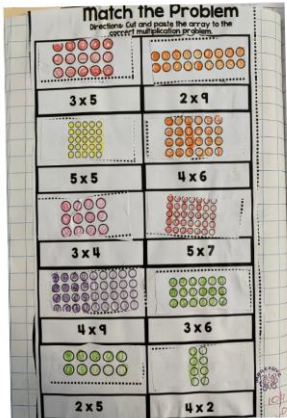 Match the Problem
Directions: Cut and paste the array to the
correct multiplication problem.
3 x 5
2 x 9
5 x 5
4 x 6
3 x 4
5 x 7
4 x 9
3 x 6
2 x 5
4 x 2